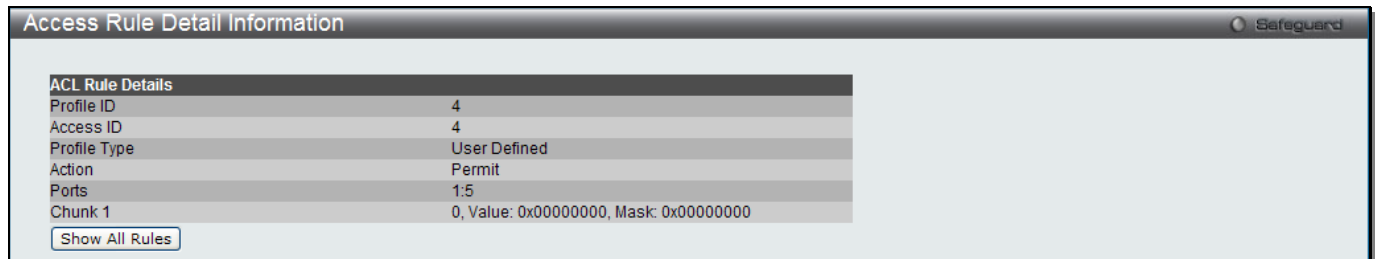 Access Rule Detail Information
Safeguard
ACL Rule Details
Profile ID 4
Access ID 4
Profile Type User Defined
Action Permit
Ports 1:5
Chunk 1 0, Value: 0x00000000, Mask: 0x00000000
Show All Rules